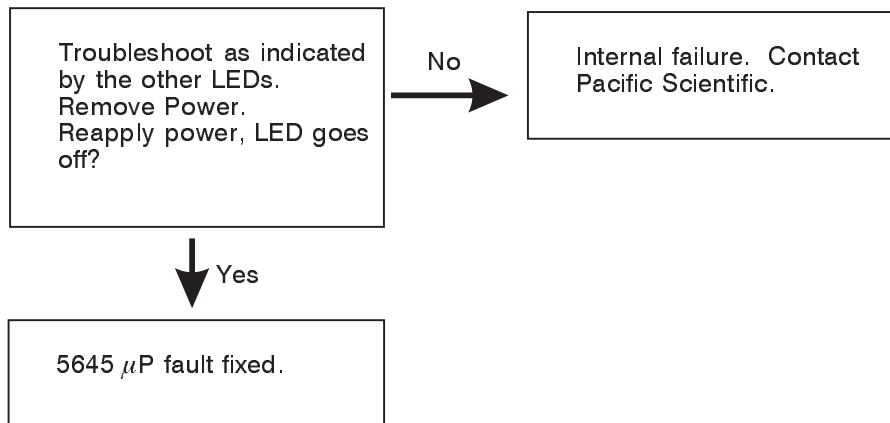 Troubleshoot as indicated
by the other LEDs.
Remove Power.
Reapply power, LED goes
off?
No
Internal failure.  Contact
Pacific Scientific.
Yes
5645 μP fault fixed.